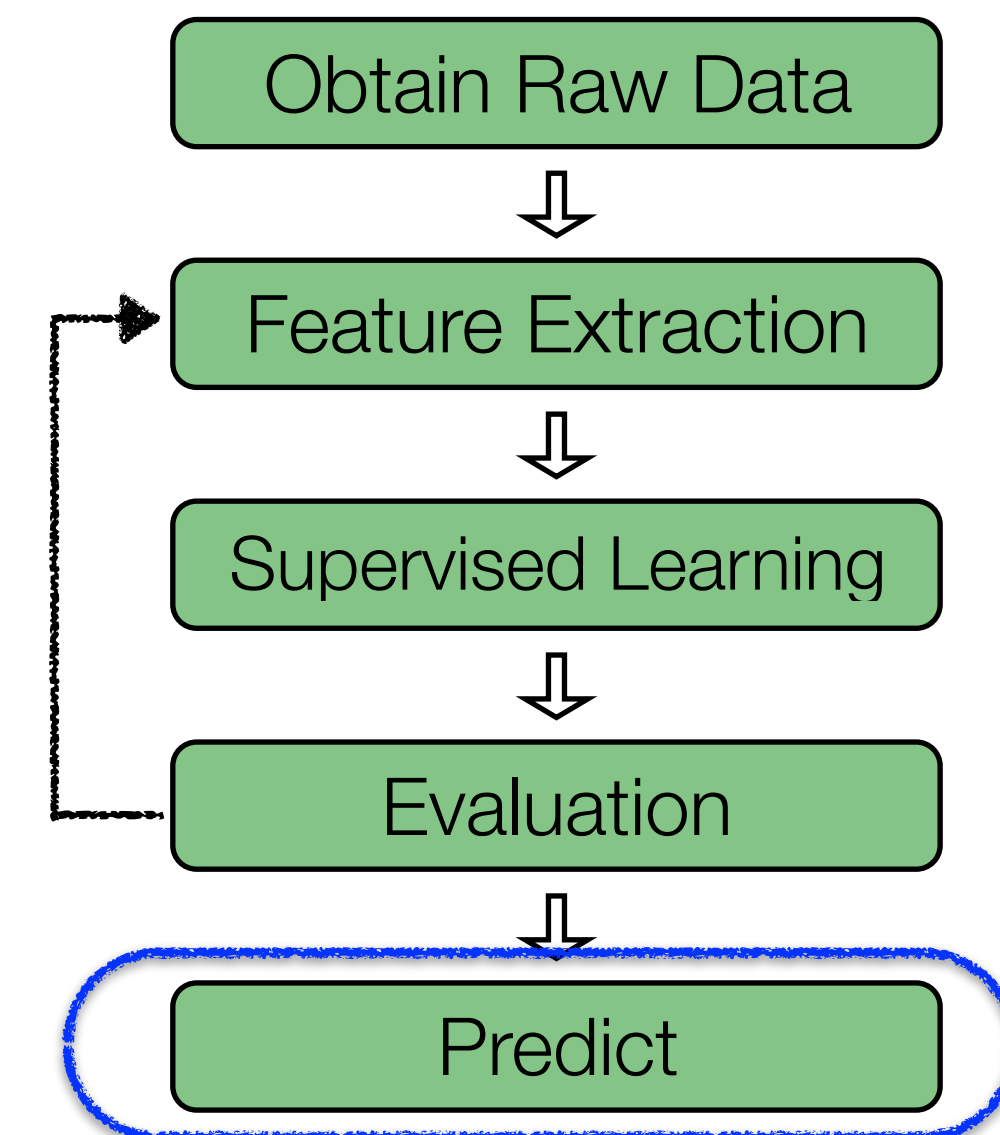 Obtain Raw Data
Feature Extraction
Supervised Learning
Evaluation
Predict